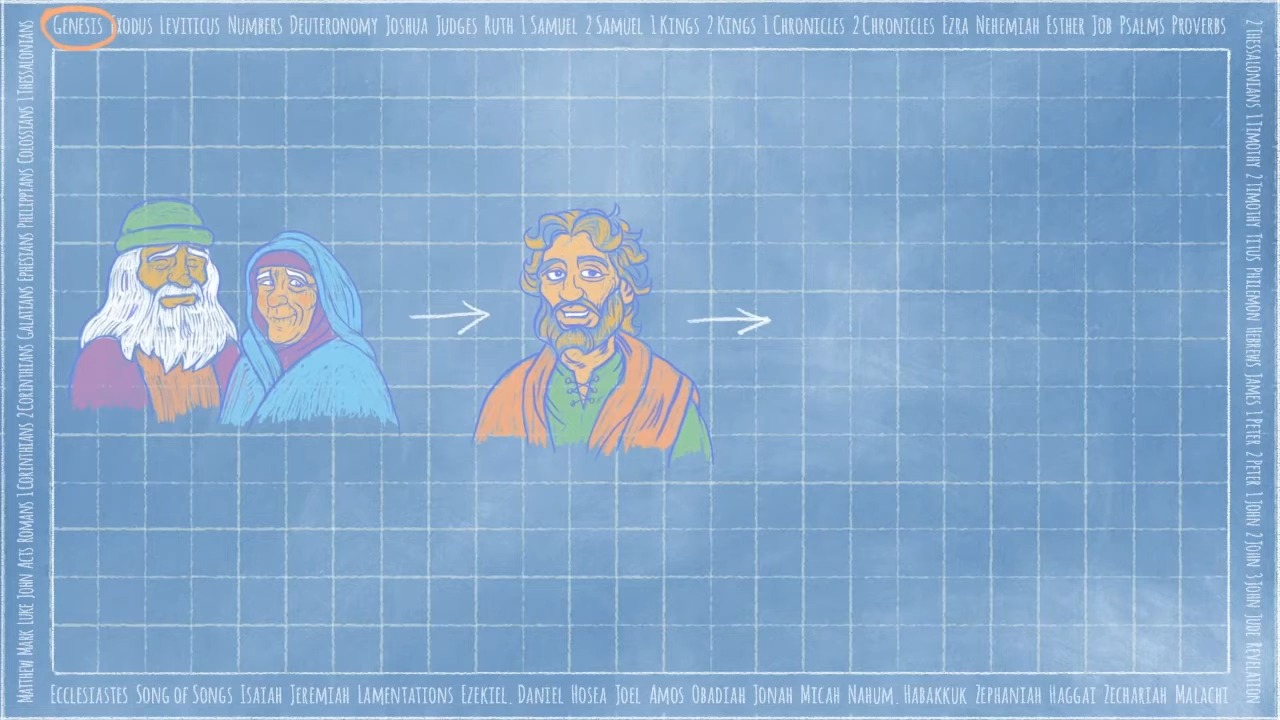 Genesis Exodus Leviticus Numbers Deuteronomy Joshua Judges Ruth 1 Samuel 2 Samuel 1 Kings 2 Kings 1 Chronicles 2 Chronicles Ezra Nehemiah Esther Job Psalms Proverbs
Ecclesiastes Song of Songs Isaiah Jeremiah Lamentations Ezekiel Daniel Hosea Joel Amos Obadiah Jonah Micah Nahum Habakkuk Zephaniah Haggai Zechariah Malachi
Matthew Mark Luke John Acts Romans 1 Corinthians 2 Corinthians Galatians Ephesians Philippians Colossians 1 Thessalonians
2 Thessalonians 1 Timothy 2 Timothy Titus Philemon Hebrews James 1 Peter 2 Peter 1 John 2 John 3 John Jude Revelation